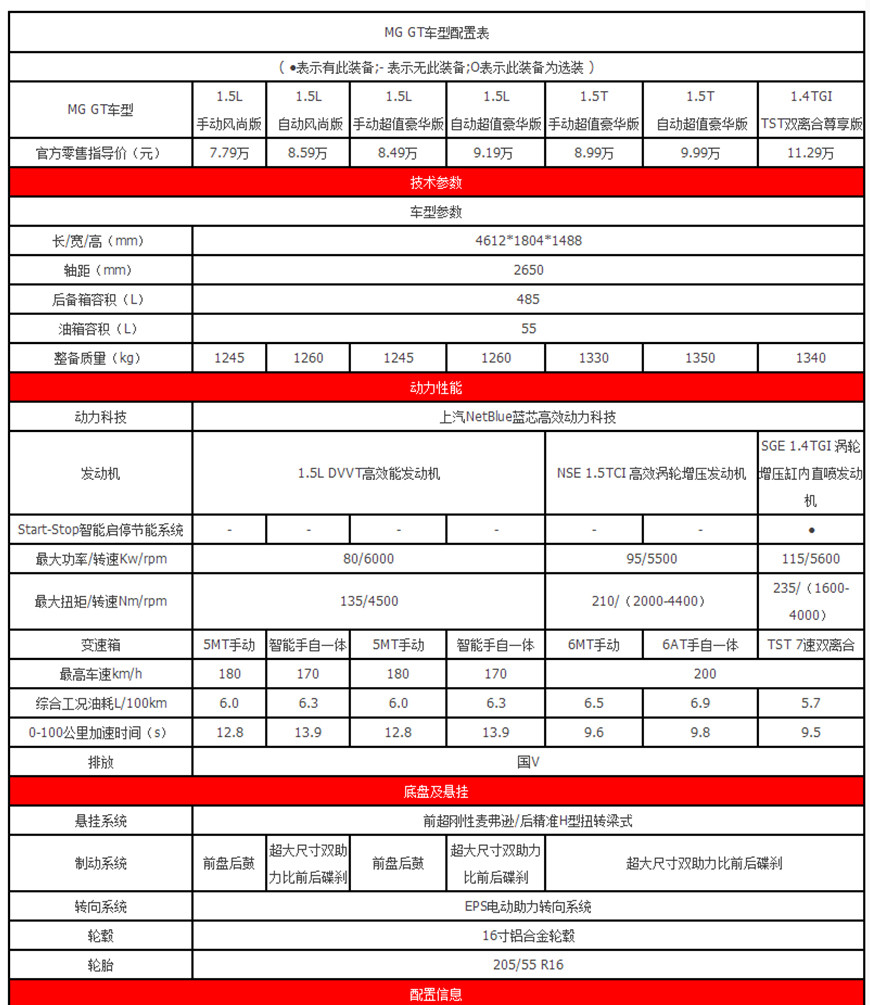 MG GT车型配置表
( ●表示有此装备;- 表示无此装备;O表示此装备为选装 )
MG GT车型 1.5L 手动风尚版 1.5L 自动风尚版 1.5L 手动超值豪华版 1.5L 自动超值豪华版 1.5T 手动超值豪华版 1.5T 自动超值豪华版 1.4TGI TST双离合尊享版
官方零售指导价（元） 7.79万 8.59万 8.49万 9.19万 8.99万 9.99万 11.29万
技术参数
车型参数
长/宽/高（mm） 4612*1804*1488
轴距（mm） 2650
后备箱容积（L） 485
油箱容积（L） 55
整备质量（kg） 1245 1260 1245 1260 1330 1350 1340
动力性能
动力科技 上汽NetBlue蓝芯高效动力科技
发动机 1.5L DVVT高效能发动机 NSE 1.5TCI 高效涡轮增压发动机 SGE 1.4TGI 涡轮增压缸内直喷发动机
Start-Stop智能启停节能系统 - - - - - - ●
最大功率/转速Kw/rpm 80/6000 95/5500 115/5600
最大扭矩/转速Nm/rpm 135/4500 210/（2000-4400） 235/（1600-4000）
变速箱 5MT手动 智能手自一体 5MT手动 智能手自一体 6MT手动 6AT手自一体 TST 7速双离合
最高车速km/h 180 170 180 170 200
综合工况油耗L/100km 6.0 6.3 6.0 6.3 6.5 6.9 5.7
0-100公里加速时间（s） 12.8 13.9 12.8 13.9 9.6 9.8 9.5
排放 国V
底盘及悬挂
悬挂系统 前超刚性麦弗逊/后精准H型扭转梁式
制动系统 前盘后鼓 超大尺寸双助力比前后碟刹 前盘后鼓 超大尺寸双助力比前后碟刹 超大尺寸双助力比前后碟刹
转向系统 EPS电动助力转向系统
轮毂 16寸铝合金轮毂
轮胎 205/55 R16
配置信息